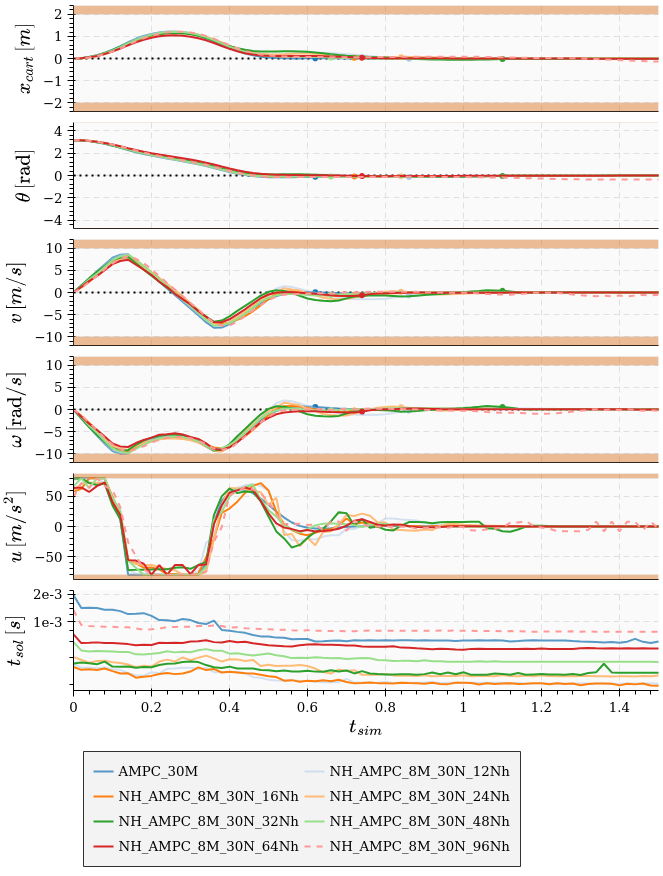 2
1
0
−1
−2
x_cart [m]
4
2
0
−2
−4
θ [rad]
10
5
0
−5
−10
v [m/s]
10
5
0
−5
−10
ω [rad/s]
50
0
−50
u [m/s²]
2e-3
1e-3
t_sol [s]
0 0.2 0.4 0.6 0.8 1 1.2 1.4
t_sim
AMPC_30M NH_AMPC_8M_30N_12Nh
NH_AMPC_8M_30N_16Nh NH_AMPC_8M_30N_24Nh
NH_AMPC_8M_30N_32Nh NH_AMPC_8M_30N_48Nh
NH_AMPC_8M_30N_64Nh NH_AMPC_8M_30N_96Nh